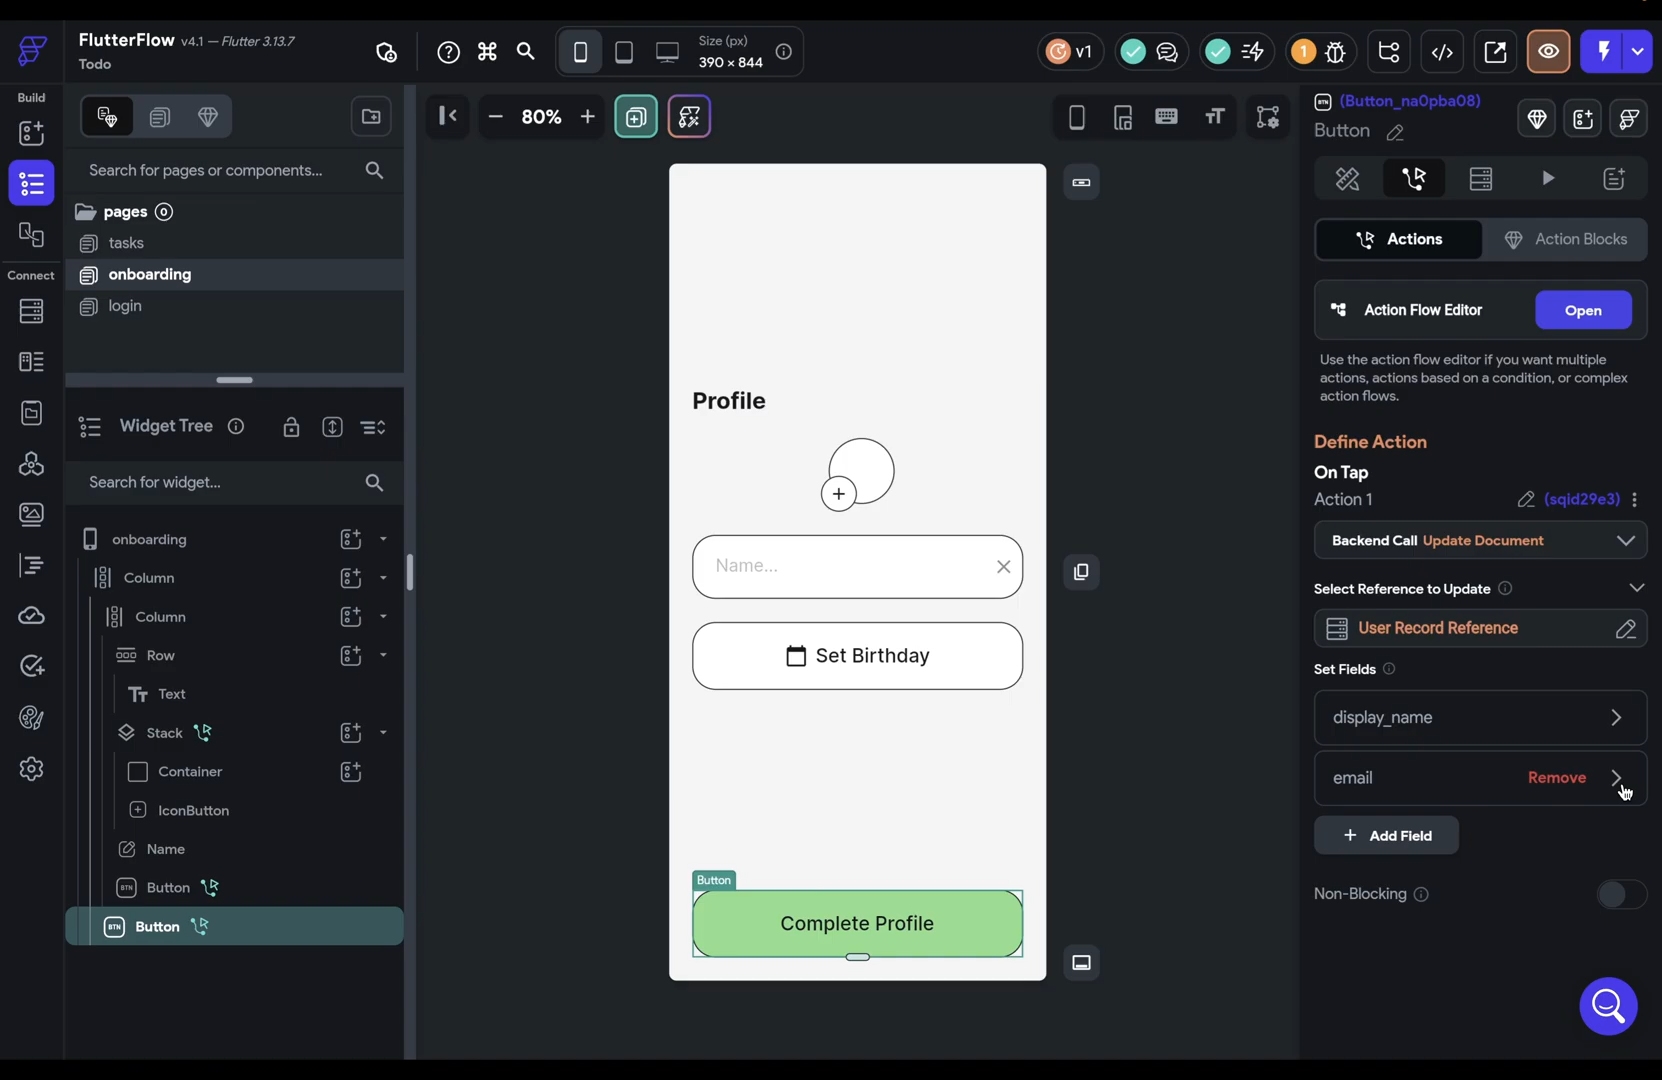 FlutterFlow v4.1 — Flutter 3.13.7
Todo
Size (px)
390 × 844
v1
1
Build
Connect
Search for pages or components...
pages 0
tasks
onboarding
login
Widget Tree
Search for widget...
onboarding
Column
Column
Row
Text
Stack
Container
IconButton
Name
BTN Button
BTN Button
80%
Profile
Name...
Set Birthday
Button
Complete Profile
BTN (Button_na0pba08)
Button
Actions
Action Blocks
Action Flow Editor
Open
Use the action flow editor if you want multiple
actions, actions based on a condition, or complex
action flows.
Define Action
On Tap
Action 1 (sqid29e3)
Backend Call Update Document
Select Reference to Update
User Record Reference
Set Fields
display_name
email Remove
+ Add Field
Non-Blocking